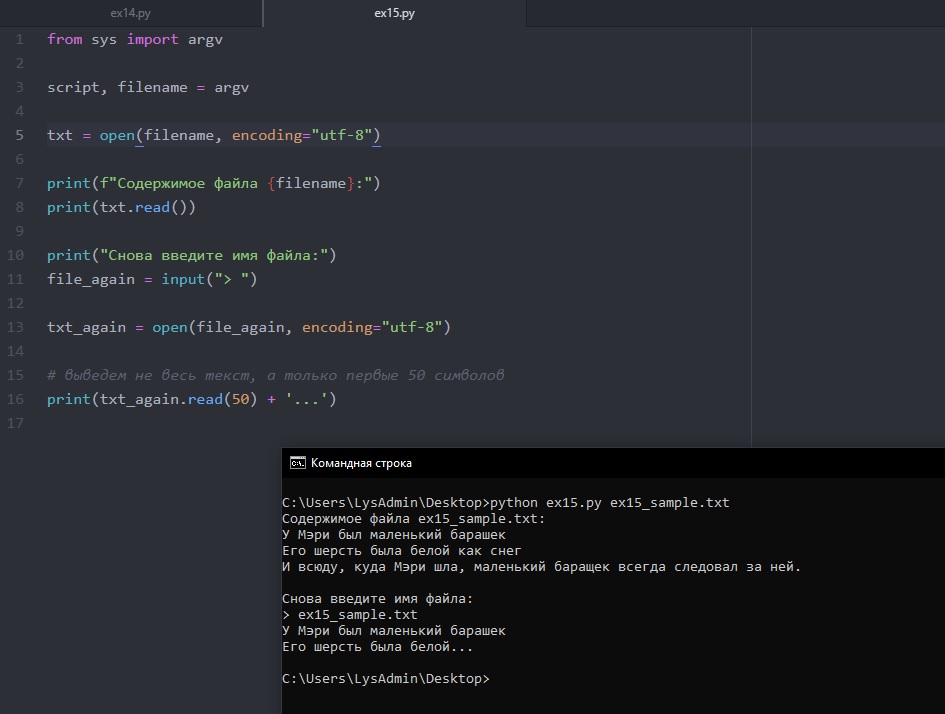 ex14.py
ex15.py
1 from sys import argv
2
3 script, filename = argv
4
5 txt = open(filename, encoding="utf-8")
6
7 print(f"Содержимое файла {filename}:")
8 print(txt.read())
9
10 print("Снова введите имя файла:")
11 file_again = input("> ")
12
13 txt_again = open(file_again, encoding="utf-8")
14
15 # выведем не весь текст, а только первые 50 символов
16 print(txt_again.read(50) + '...')
17
C:\. Командная строка
C:\Users\LysAdmin\Desktop>python ex15.py ex15_sample.txt
Содержимое файла ex15_sample.txt:
У Мэри был маленький барашек
Его шерсть была белой как снег
И всюду, куда Мэри шла, маленький баращек всегда следовал за ней.
Снова введите имя файла:
> ex15_sample.txt
У Мэри был маленький барашек
Его шерсть была белой...
C:\Users\LysAdmin\Desktop>